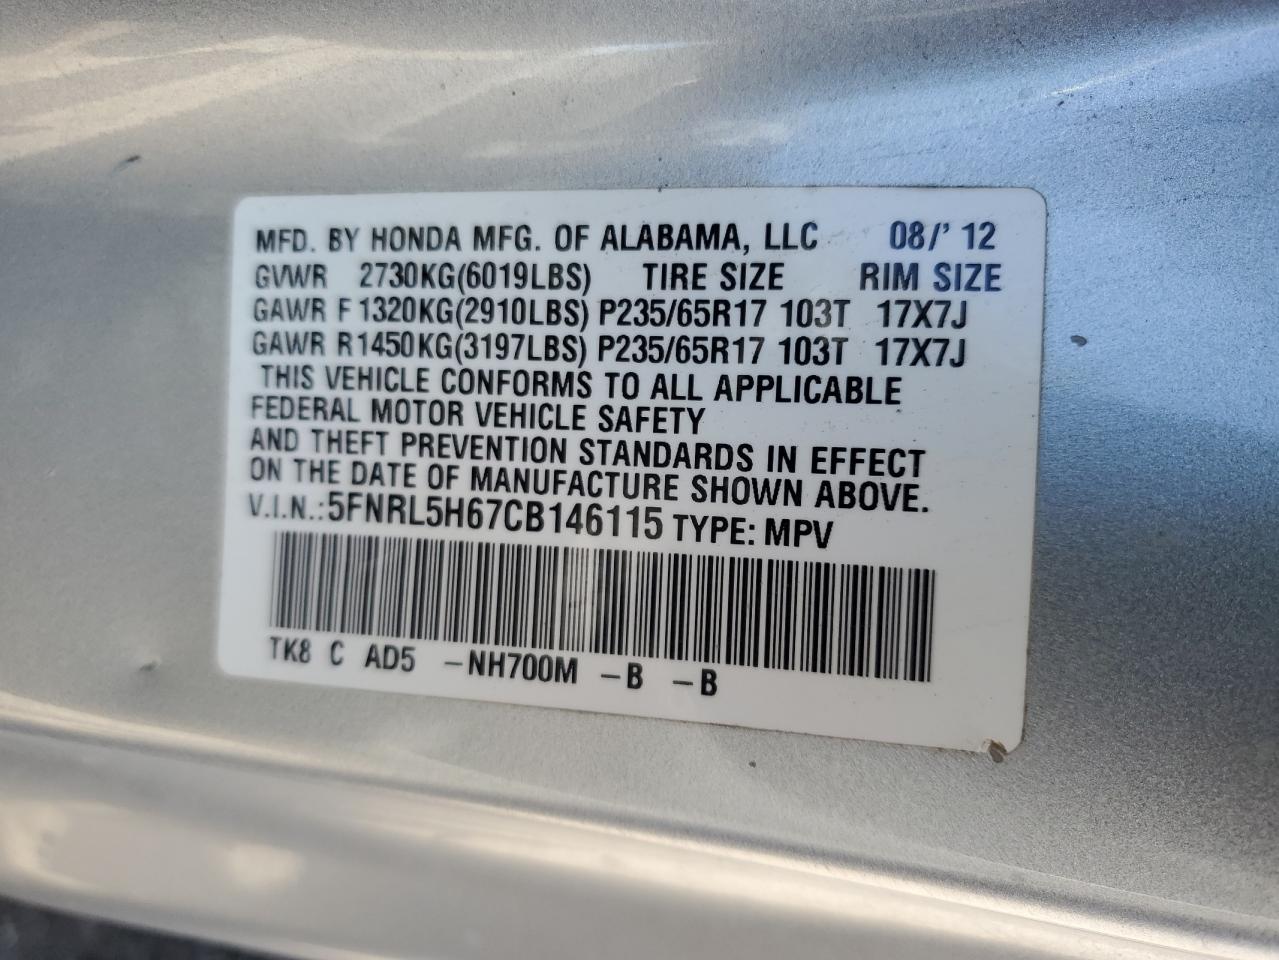 MFD. BY HONDA MFG. OF ALABAMA, LLC 08/' 12
GVWR 2730KG(6019LBS) TIRE SIZE RIM SIZE
GAWR F 1320KG(2910LBS) P235/65R17 103T 17X7J
GAWR R1450KG(3197LBS) P235/65R17 103T 17X7J
THIS VEHICLE CONFORMS TO ALL APPLICABLE
FEDERAL MOTOR VEHICLE SAFETY
AND THEFT PREVENTION STANDARDS IN EFFECT
ON THE DATE OF MANUFACTURE SHOWN ABOVE.
V.I.N.: 5FNRL5H67CB146115 TYPE: MPV
TK8 C AD5 -NH700M -B -B